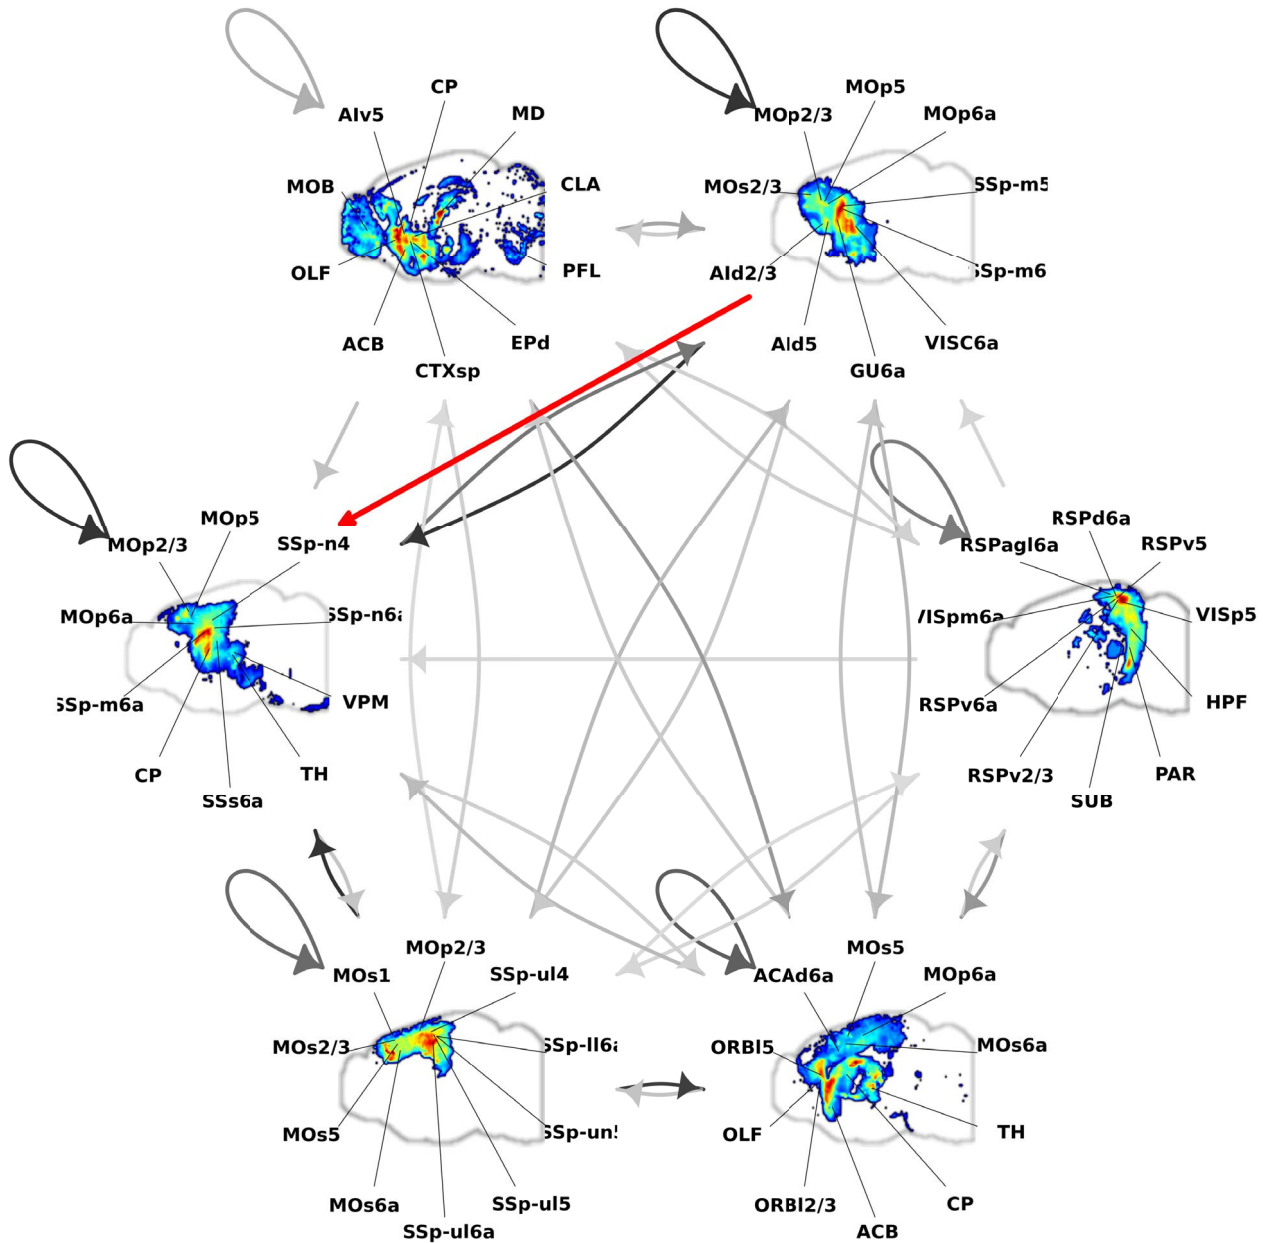 CP
AIv5
MD
MOB
CLA
OLF
PFL
ACB
EPd
CTXsp
MOp5
MOp2/3
MOp6a
MOs2/3
SSp-m5
AId2/3
SSp-m6
AId5
VISC6a
GU6a
MOp5
MOp2/3
SSp-n4
MOp6a
SSp-n6a
SSp-m6a
VPM
CP
TH
SSs6a
RSPd6a
RSPagl6a
RSPv5
VISpm6a
VISp5
RSPv6a
HPF
RSPv2/3
PAR
SUB
MOp2/3
MOs1
SSp-ul4
MOs2/3
SSp-ll6a
MOs5
SSp-un5
MOs6a
SSp-ul5
SSp-ul6a
MOs5
ACAd6a
MOp6a
ORBl5
MOs6a
OLF
TH
ORBl2/3
CP
ACB